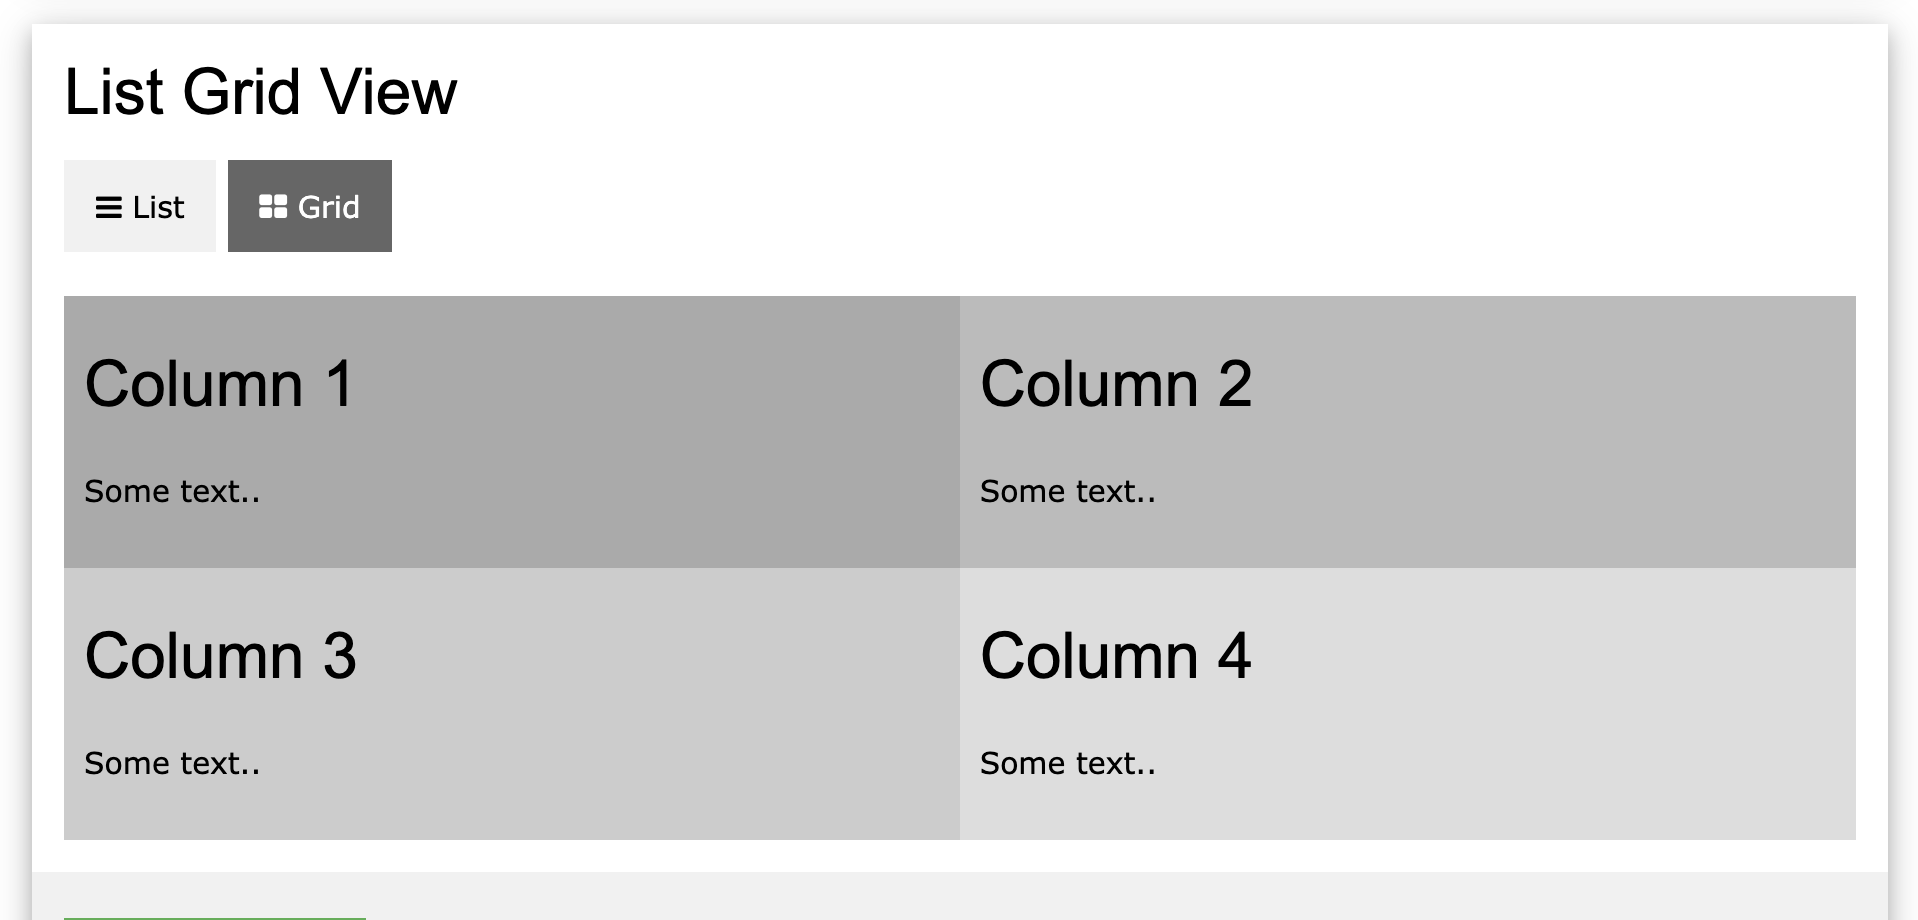 List Grid View
List Grid
Column 1 Column 2
Some text.. Some text..
Column 3 Column 4
Some text.. Some text..